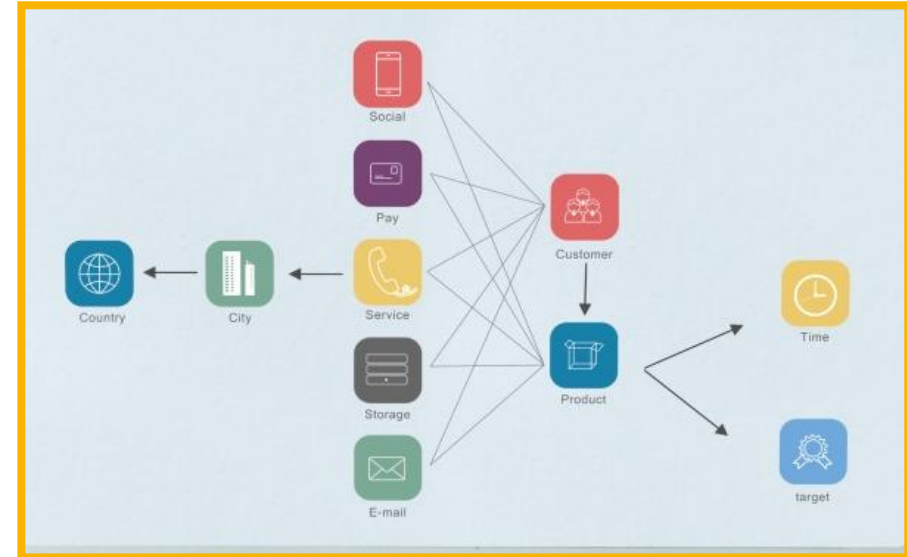 Social
Pay
Customer
Country
City
Service
Time
Storage
Product
E-mail
target